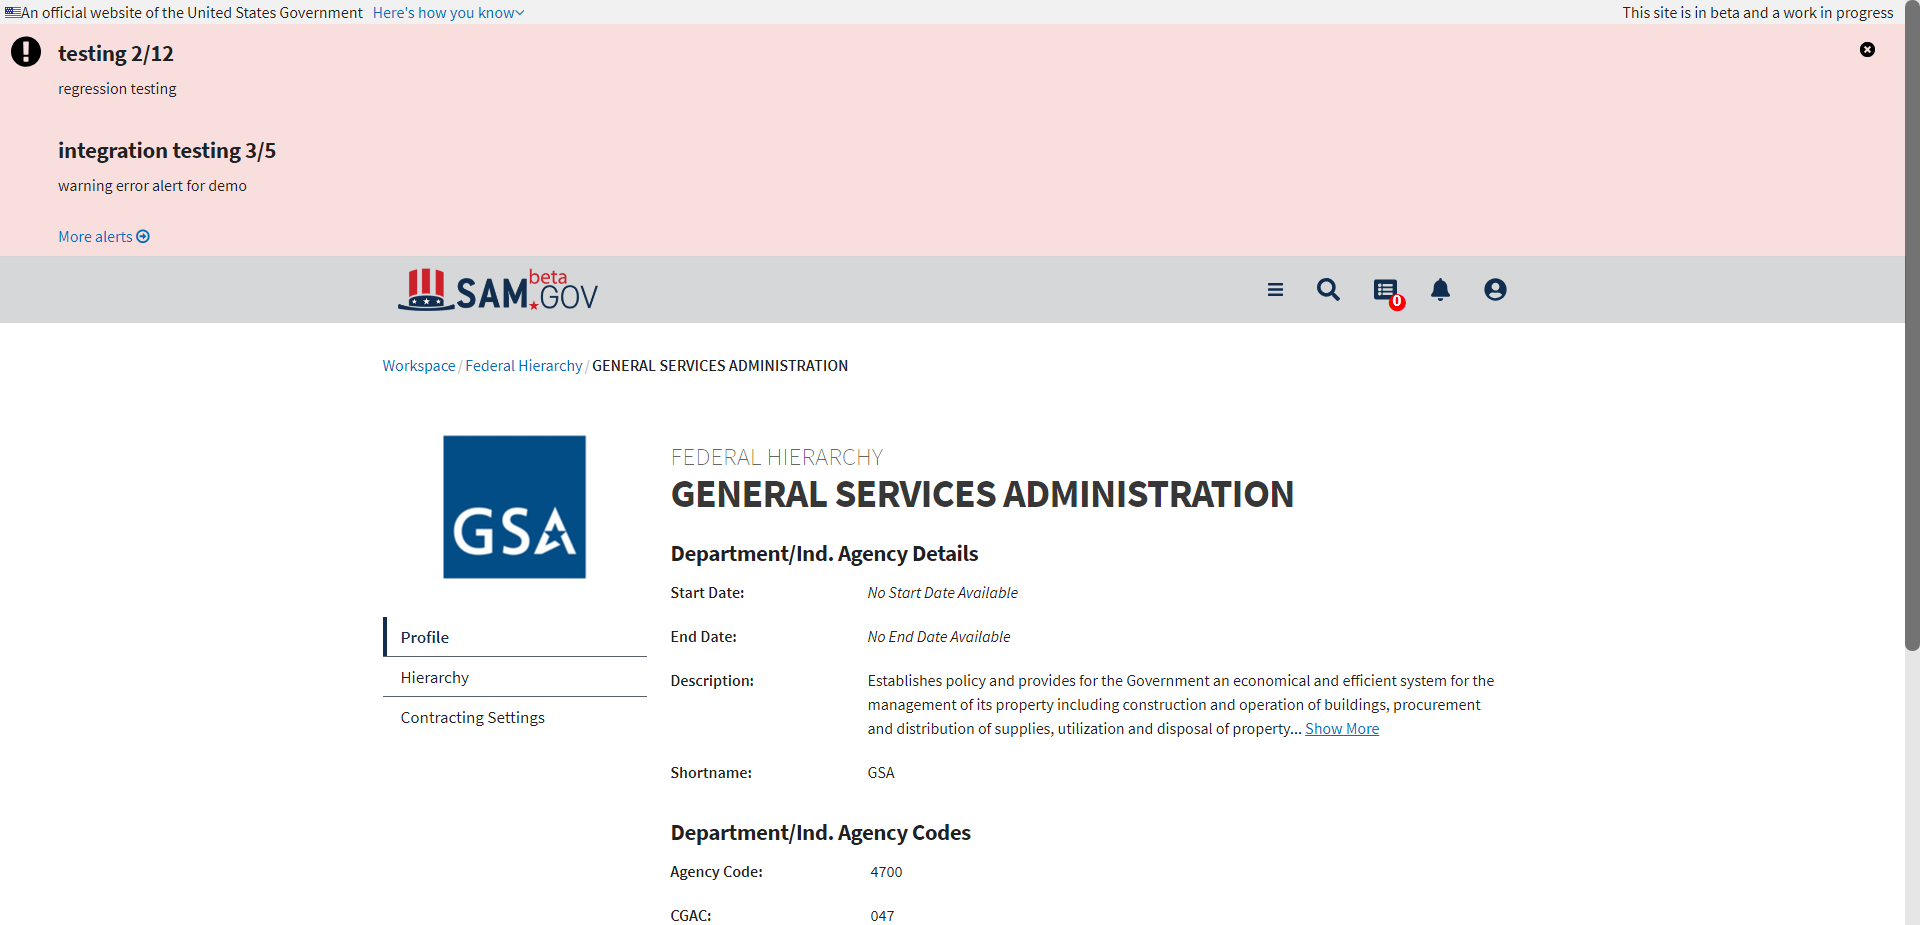 An official website of the United States Government Here's how you know
This site is in beta and a work in progress
testing 2/12
regression testing
integration testing 3/5
warning error alert for demo
More alerts
SAM.GOV beta
0
Workspace / Federal Hierarchy / GENERAL SERVICES ADMINISTRATION
GSA
Profile
Hierarchy
Contracting Settings
FEDERAL HIERARCHY
GENERAL SERVICES ADMINISTRATION
Department/Ind. Agency Details
Start Date: No Start Date Available
End Date: No End Date Available
Description: Establishes policy and provides for the Government an economical and efficient system for the
management of its property including construction and operation of buildings, procurement
and distribution of supplies, utilization and disposal of property... Show More
Shortname: GSA
Department/Ind. Agency Codes
Agency Code: 4700
CGAC: 047